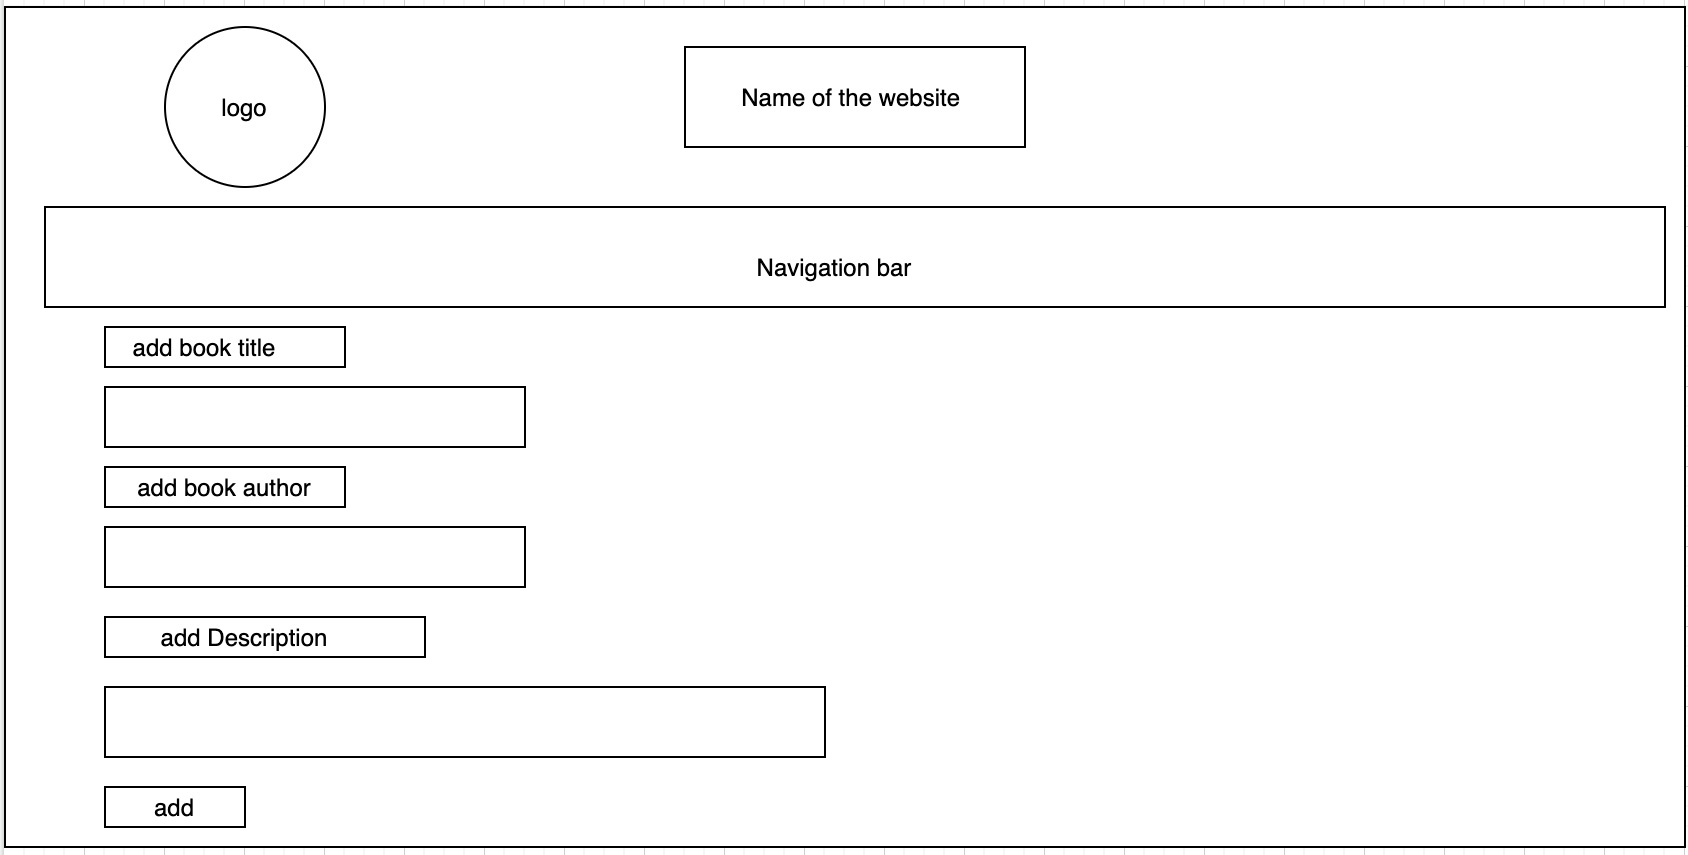 logo
Name of the website
Navigation bar
add book title
add book author
add Description
add